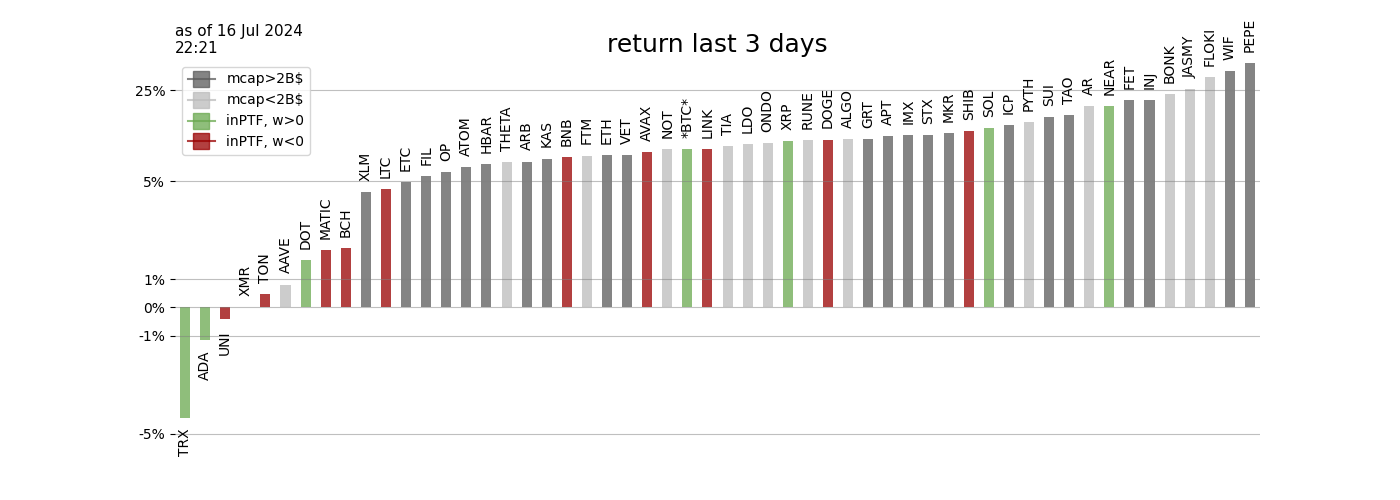 as of 16 Jul 2024
22:21
return last 3 days
mcap>2B$
mcap<2B$
inPTF, w>0
inPTF, w<0
25%
5%
1%
0%
-1%
-5%
TRX
ADA
UNI
XMR
TON
AAVE
DOT
MATIC
BCH
XLM
LTC
ETC
FIL
OP
ATOM
HBAR
THETA
ARB
KAS
BNB
FTM
ETH
VET
AVAX
NOT
*BTC*
LINK
TIA
LDO
ONDO
XRP
RUNE
DOGE
ALGO
GRT
APT
IMX
STX
MKR
SHIB
SOL
ICP
PYTH
SUI
TAO
AR
NEAR
FET
INJ
BONK
JASMY
FLOKI
WIF
PEPE